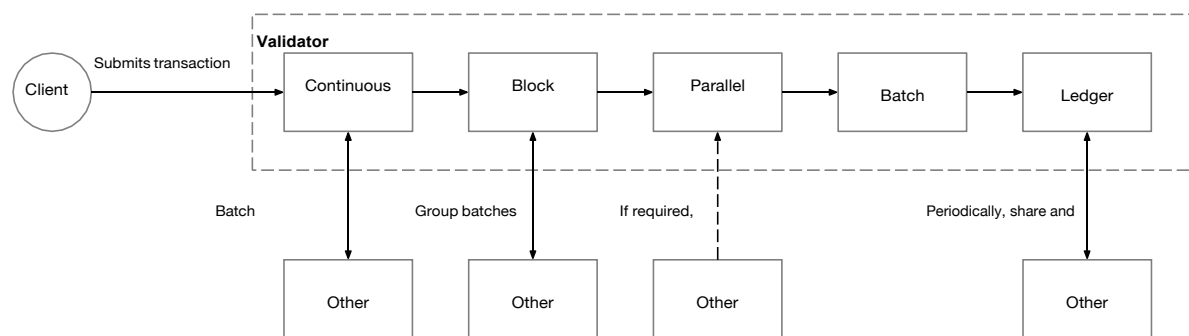 Validator
Submits transaction
Client
Continuous
Block
Parallel
Batch
Ledger
Batch
Group batches
If required,
Periodically, share and
Other
Other
Other
Other